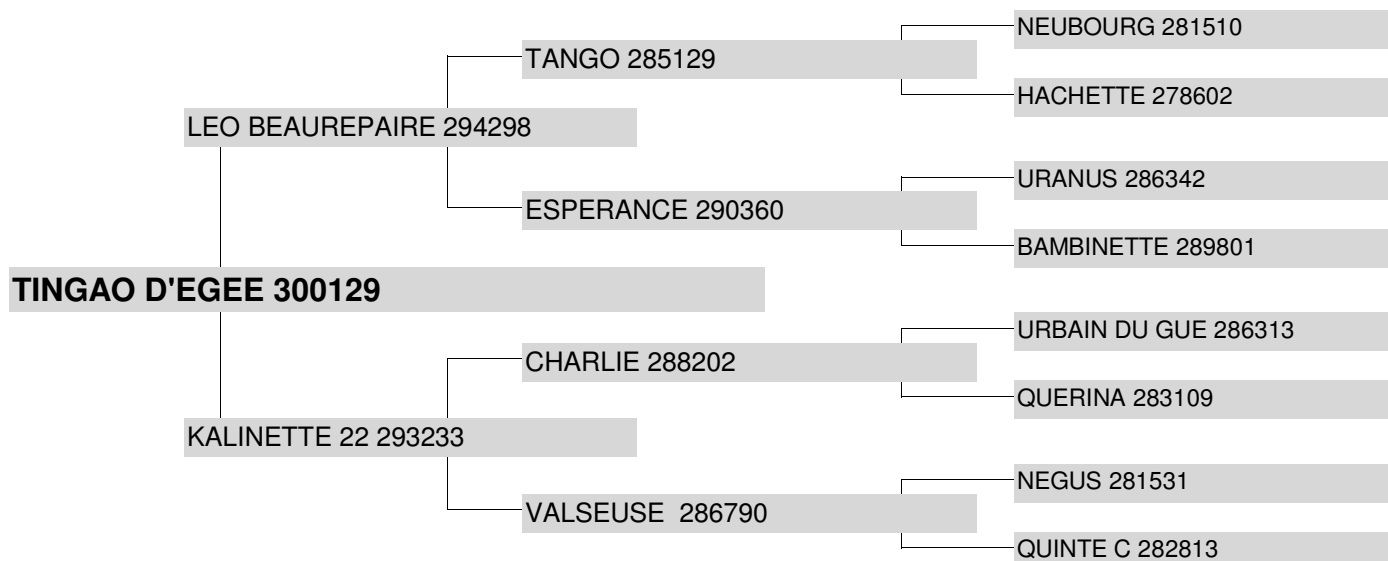 NEUBOURG 281510
TANGO 285129
HACHETTE 278602
LEO BEAUREPAIRE 294298
URANUS 286342
ESPERANCE 290360
BAMBINETTE 289801
TINGAO D'EGEE 300129
URBAIN DU GUE 286313
CHARLIE 288202
QUERINA 283109
KALINETTE 22 293233
NEGUS 281531
VALSEUSE 286790
QUINTE C 282813